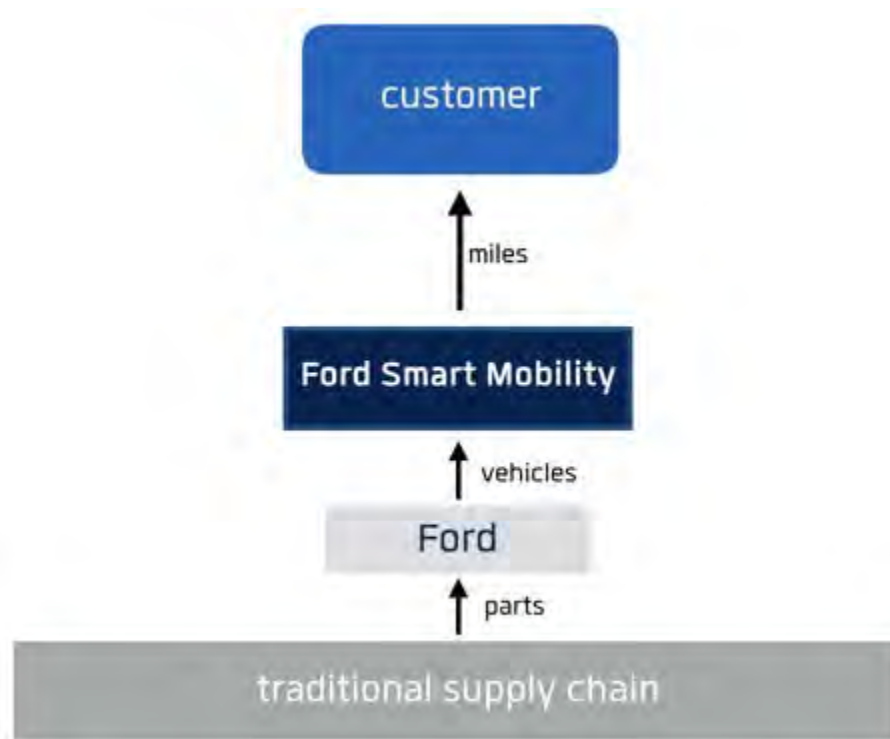 customer
miles
Ford Smart Mobility
vehicles
Ford
parts
traditional supply chain